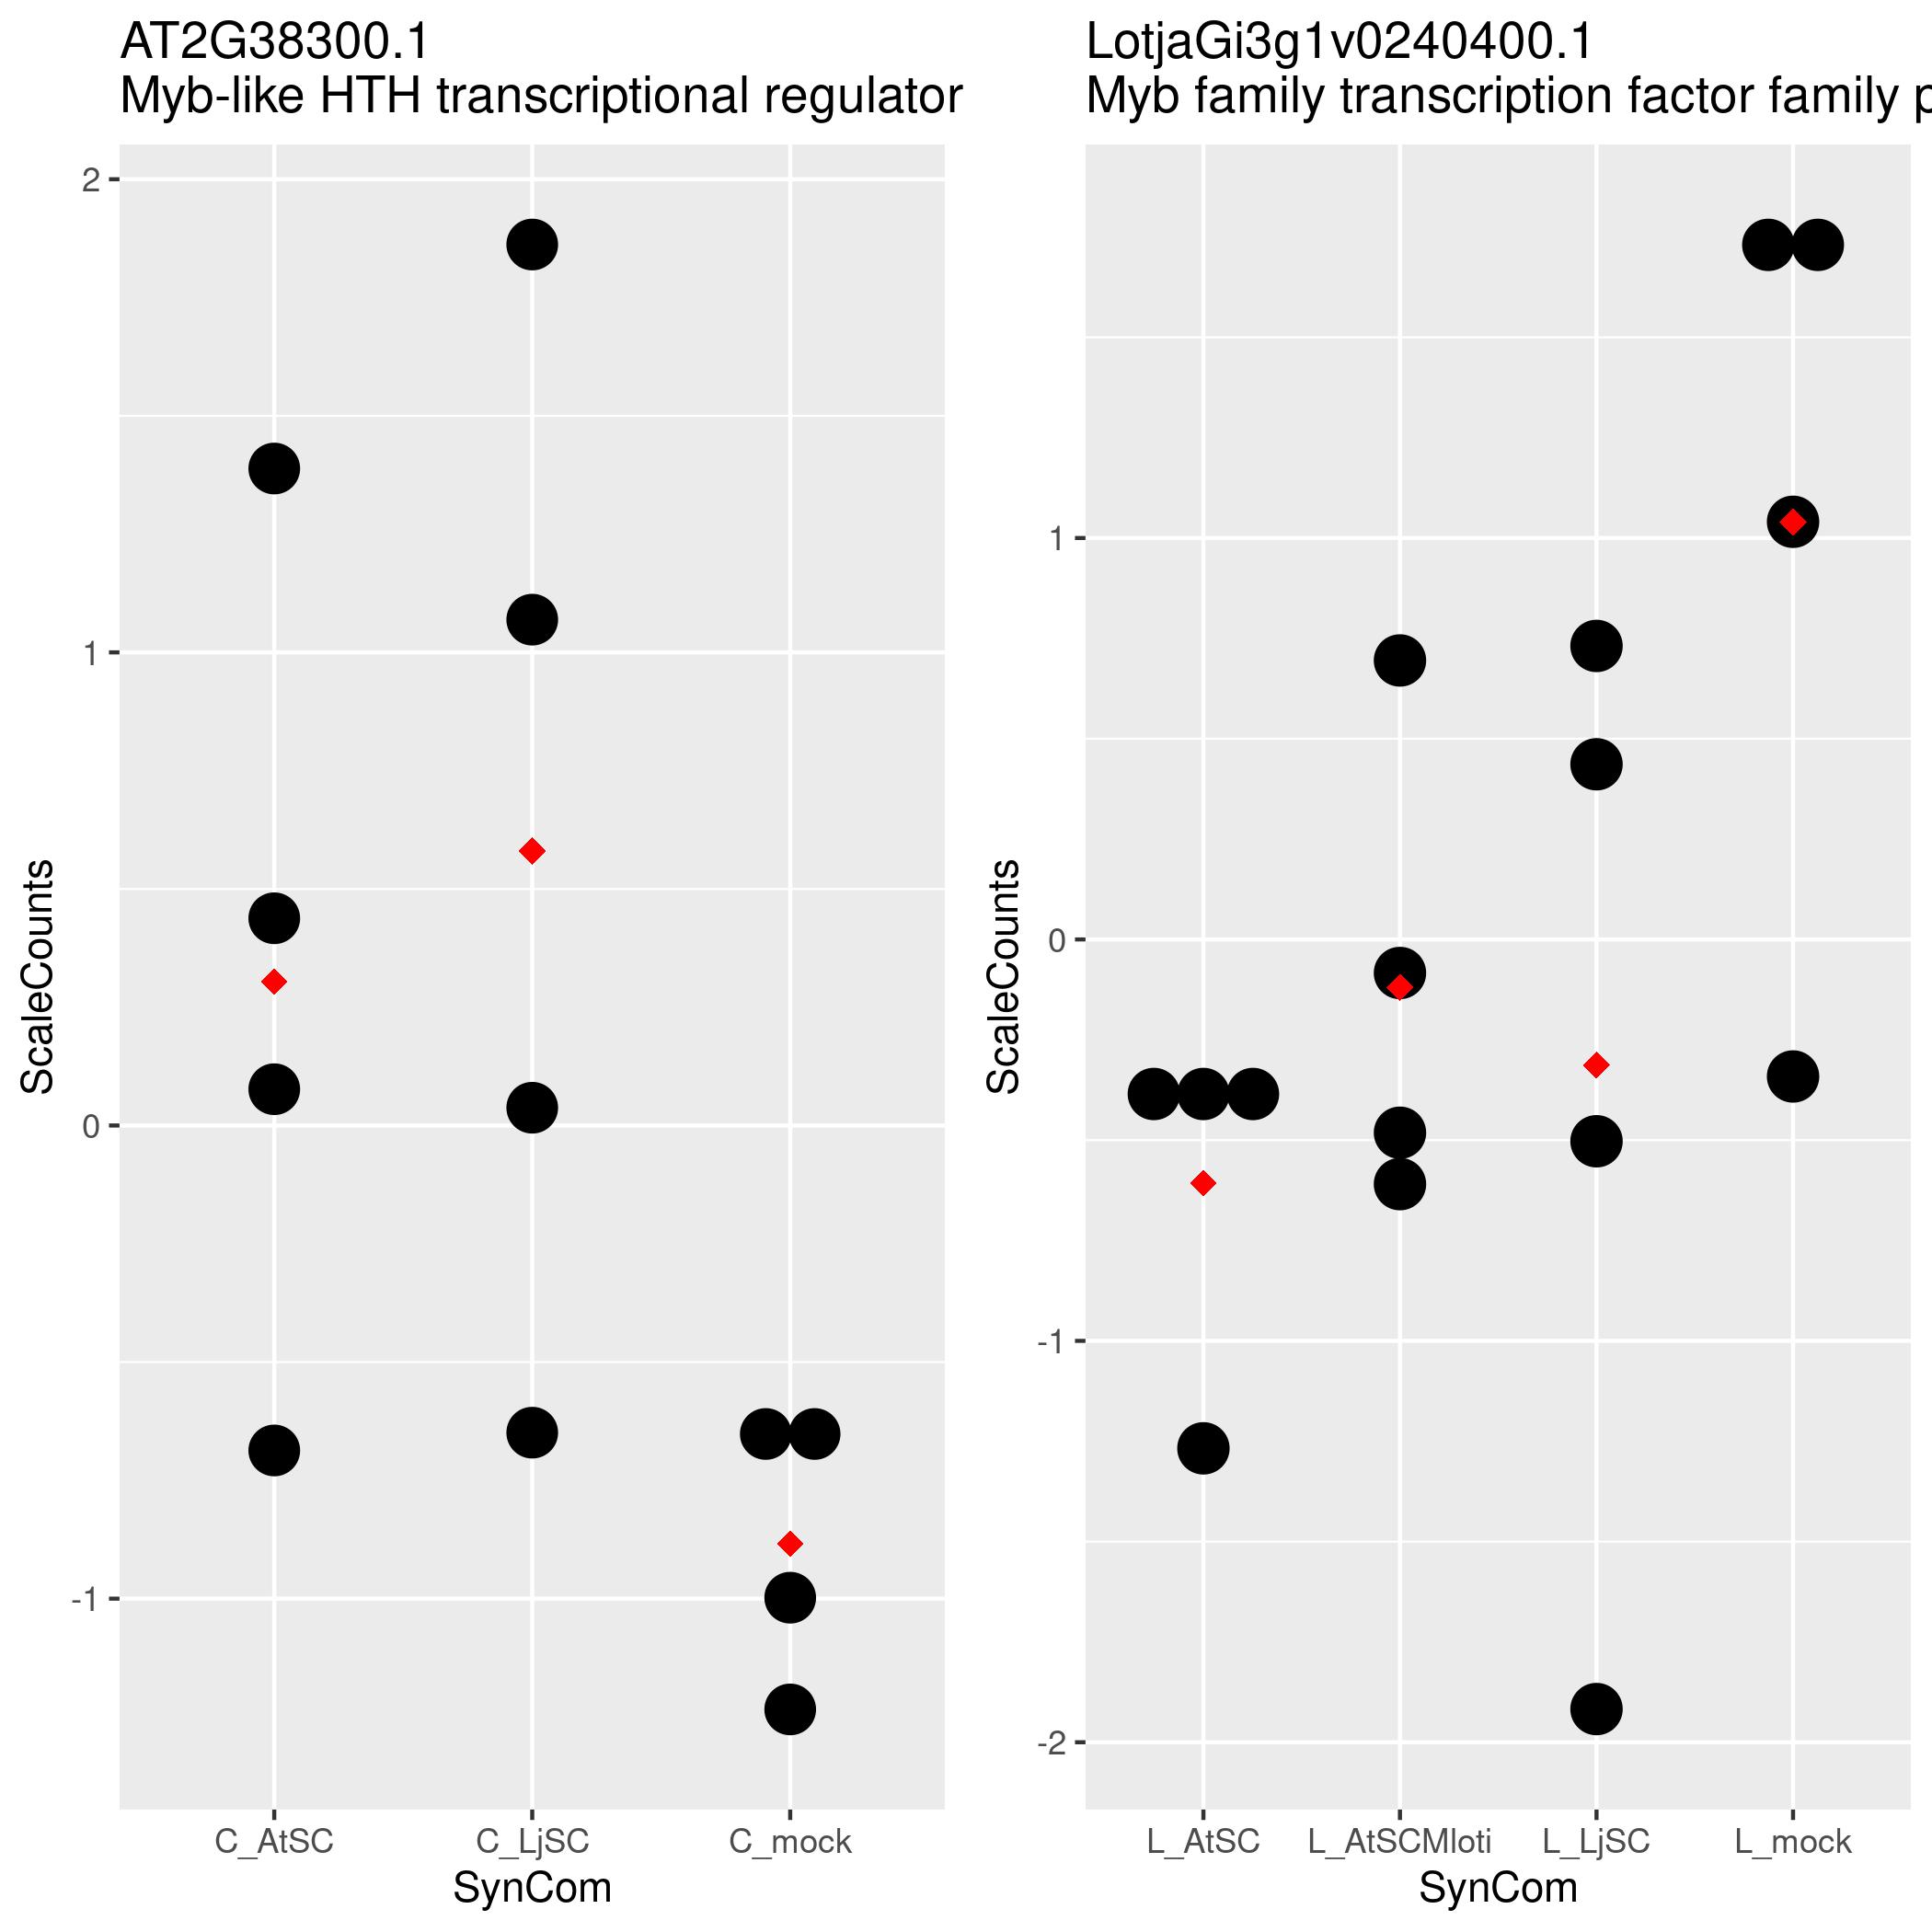 AT2G38300.1
Myb-like HTH transcriptional regulator
ScaleCounts
2
1
0
-1
C_AtSC C_LjSC C_mock
SynCom
LotjaGi3g1v0240400.1
Myb family transcription factor family p
ScaleCounts
1
0
-1
-2
L_AtSC L_AtSCMloti L_LjSC L_mock
SynCom